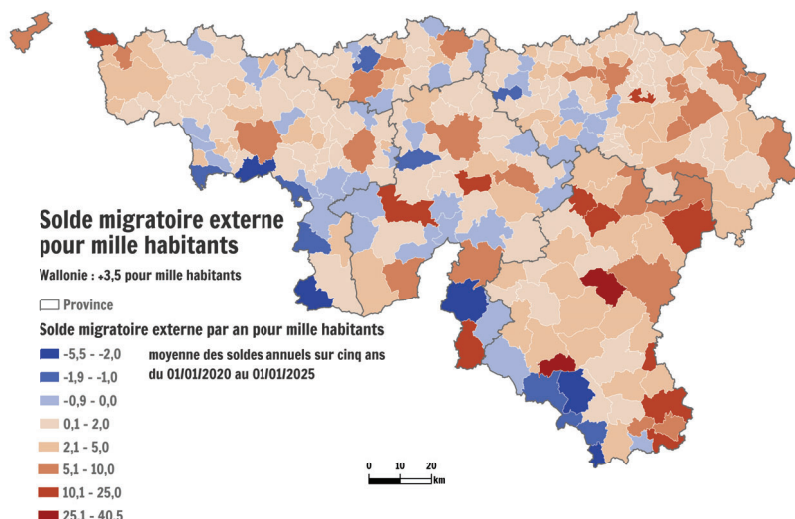 Solde migratoire externe
pour mille habitants
Wallonie : +3,5 pour mille habitants
Province
Solde migratoire externe par an pour mille habitants
-5,5 - -2,0
-1,9 - -1,0
-0,9 - 0,0
0,1 - 2,0
2,1 - 5,0
5,1 - 10,0
10,1 - 25,0
25,1 - 40,5
moyenne des soldes annuels sur cinq ans
du 01/01/2020 au 01/01/2025
0 10 20
km